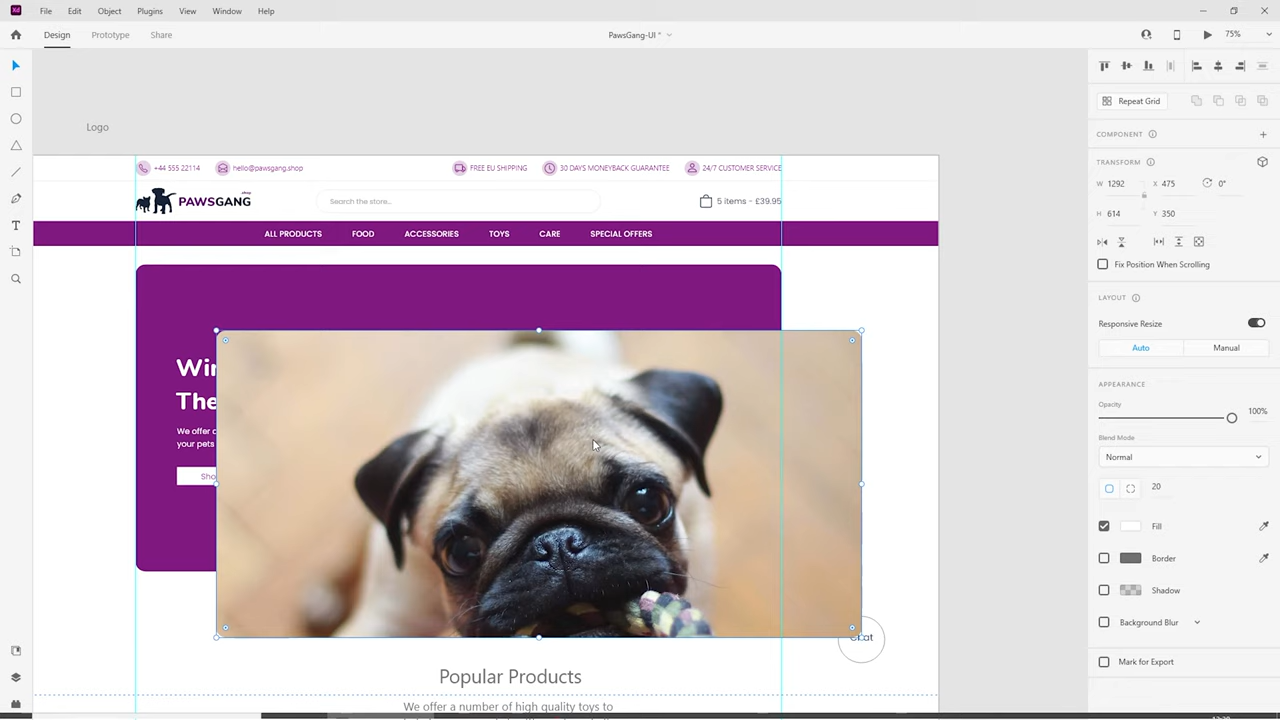 Xd File Edit Object Plugins View Window Help
Design Prototype Share PawsGang-UI * 75%
Logo
+44 555 22114 hello@pawsgang.shop FREE EU SHIPPING 30 DAYS MONEYBACK GUARANTEE 24/7 CUSTOMER SERVICE
PAWSGANG .shop Search the store... 5 items - £39.95
ALL PRODUCTS FOOD ACCESSORIES TOYS CARE SPECIAL OFFERS
Win
The
We offer
your pets
Sho
Chat
Popular Products
We offer a number of high quality toys to
Repeat Grid
COMPONENT
TRANSFORM
W 1292 X 475 0°
H 614 Y 350
Fix Position When Scrolling
LAYOUT
Responsive Resize
Auto Manual
APPEARANCE
Opacity
100%
Blend Mode
Normal
20
Fill
Border
Shadow
Background Blur
Mark for Export